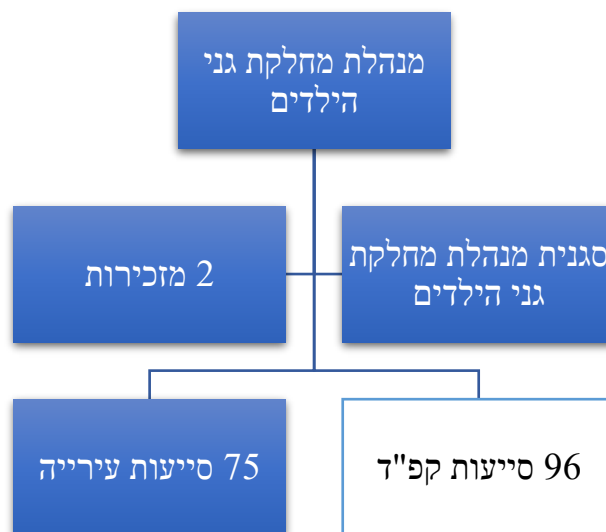 מנהלת מחלקת גני
הילדים
סגנית מנהלת מחלקת
גני הילדים
2 מזכירות
96 סייעות קפ"ד
75 סייעות עירייה